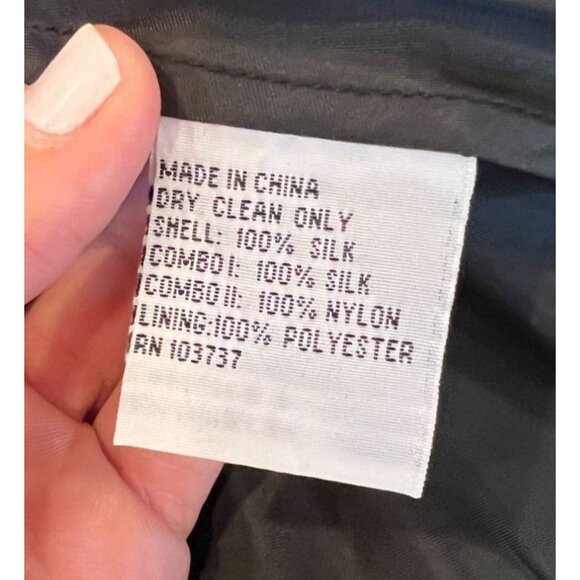 MADE IN CHINA
DRY CLEAN ONLY
SHELL: 100% SILK
COMBO I: 100% SILK
COMBO II: 100% NYLON
LINING:100% POLYESTER
RN 103737